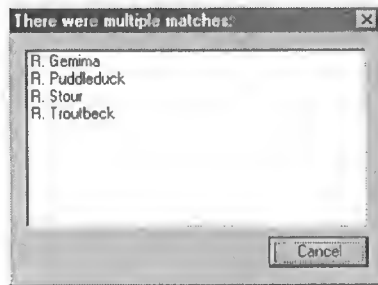 There were multiple matches:
R. Gemima
R. Puddleduck
R. Stour
R. Troutbeck
Cancel